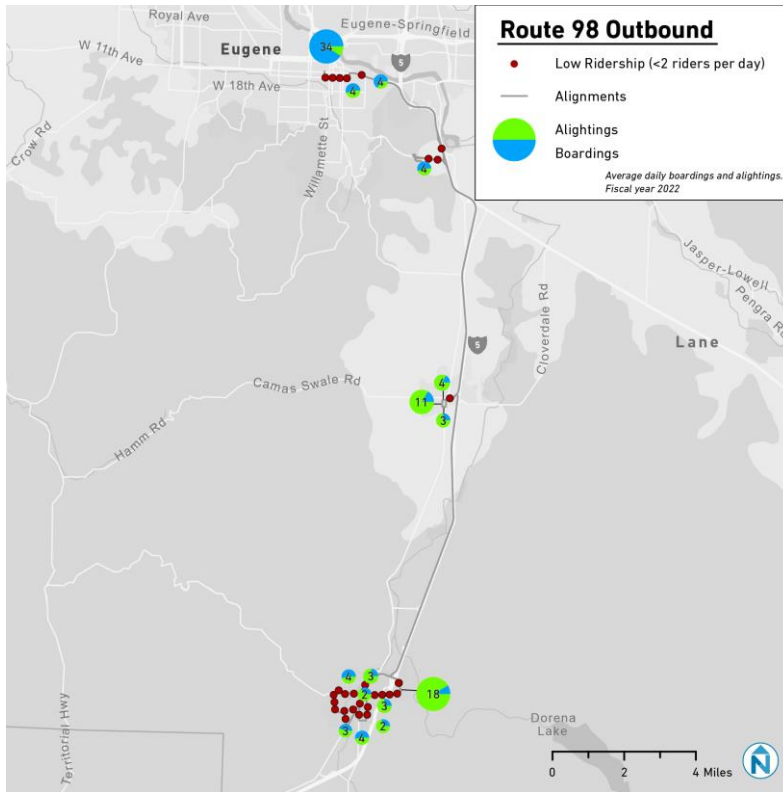 Royal Ave
Eugene-Springfield
W 11th Ave
Eugene
34
5
W 18th Ave
4
4
Crow Rd
Willamette St
4
Route 98 Outbound
Low Ridership (<2 riders per day)
Alignments
Alightings
Boardings
Average daily boardings and alightings.
Fiscal year 2022
Jasper-Lowell
Pengra Rd
Cloverdale Rd
5
Lane
Camas Swale Rd
4
11
3
Hamm Rd
4
3
2
18
3
2
3
4
Territorial Hwy
Dorena
Lake
0 2 4 Miles
N